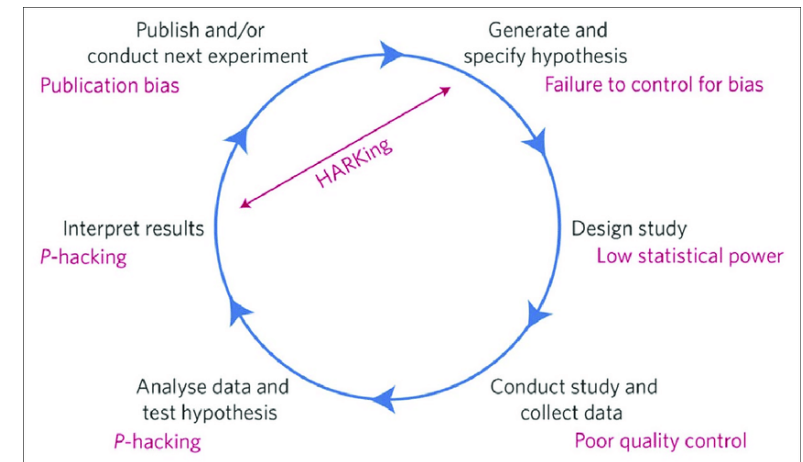 Publish and/or
conduct next experiment
Publication bias
Generate and
specify hypothesis
Failure to control for bias
HARKing
Interpret results
P-hacking
Design study
Low statistical power
Analyse data and
test hypothesis
P-hacking
Conduct study and
collect data
Poor quality control